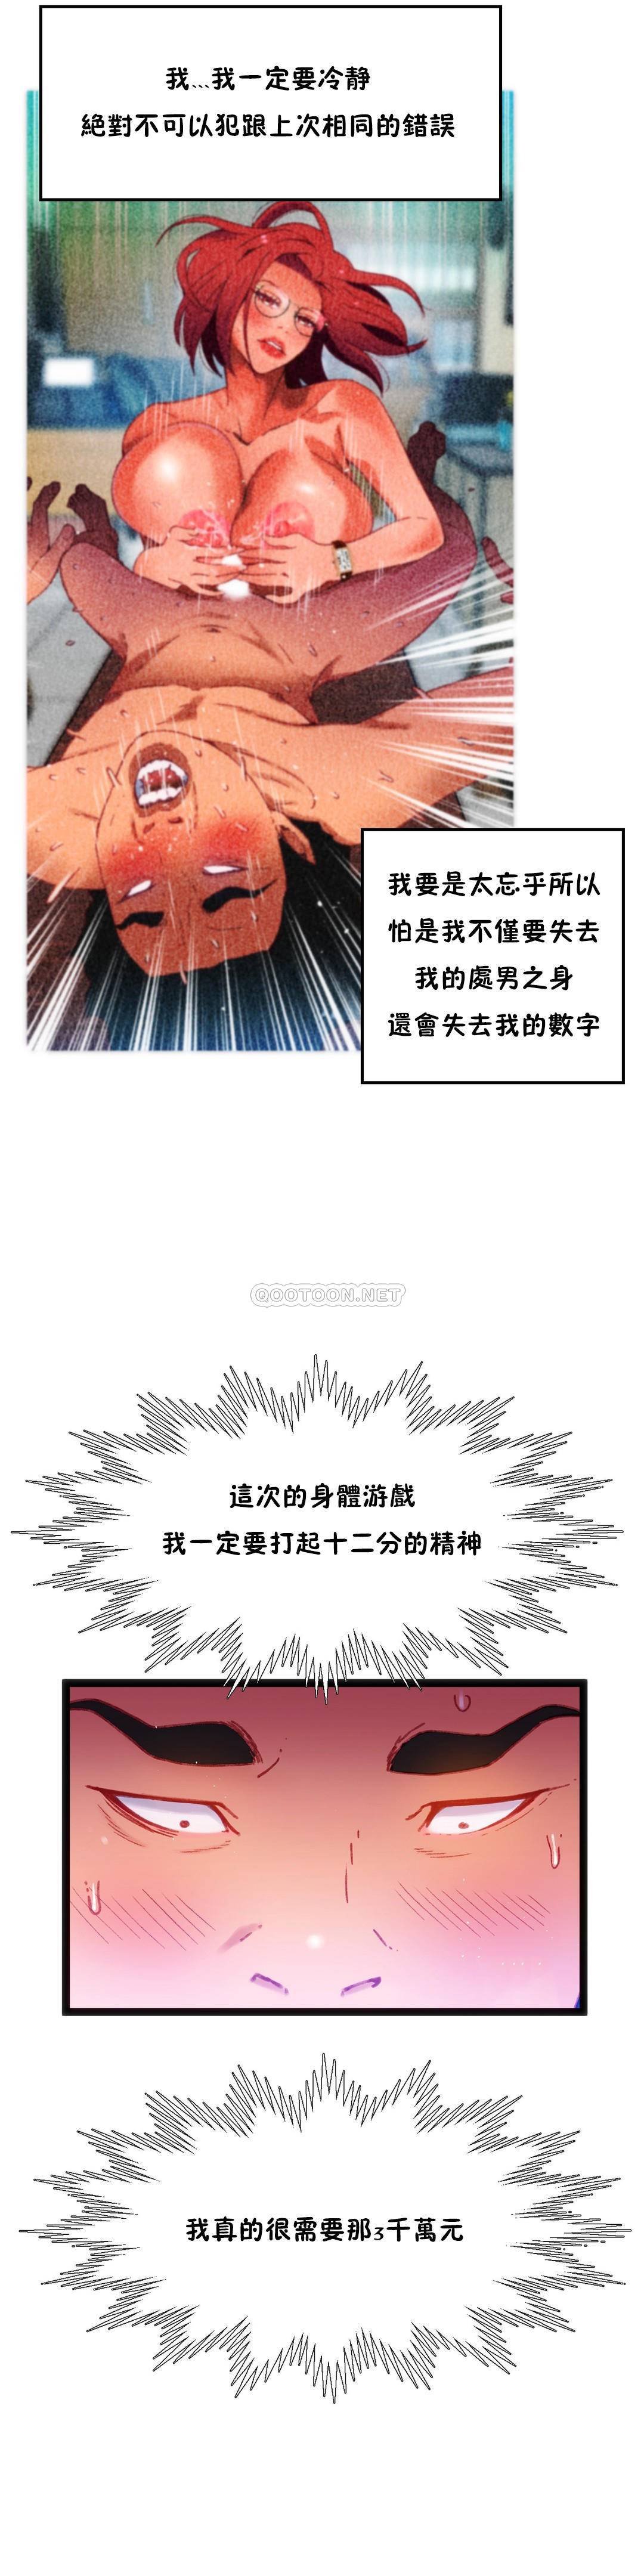 我...我一定要冷静
絕對不可以犯跟上次相同的錯誤
我要是太忘乎所以
怕是我不僅要失去
我的處男之身
還會失去我的數字
QOOTOON.NET
這次的身體游戲
我一定要打起十二分的精神
我真的很需要那3千萬元